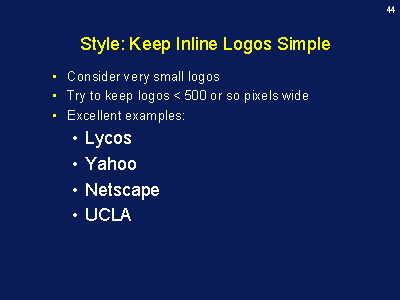 44
Style: Keep Inline Logos Simple
• Consider very small logos
• Try to keep logos < 500 or so pixels wide
• Excellent examples:
• Lycos
• Yahoo
• Netscape
• UCLA